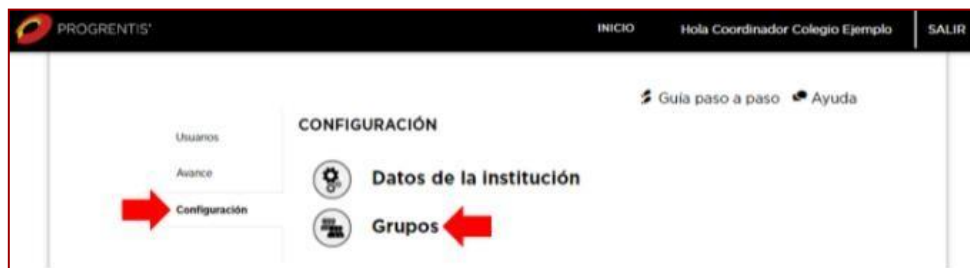 PROGRENTIS®
INICIO
Hola Coordinador Colegio Ejemplo
SALIR
Guía paso a paso
Ayuda
Usuarios
Avance
Configuración
CONFIGURACIÓN
Datos de la institución
Grupos